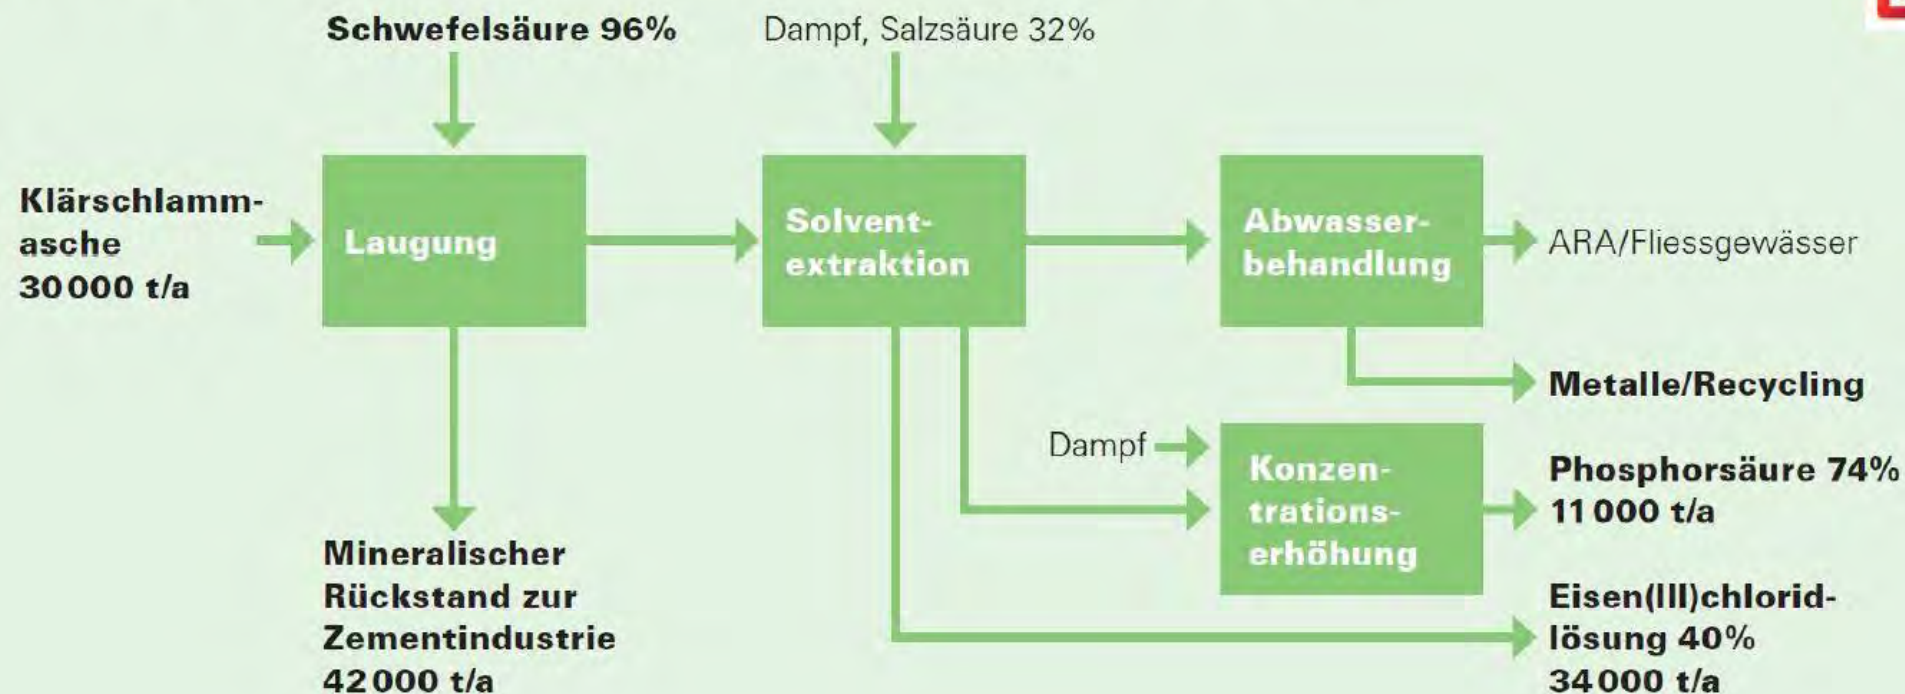 Schwefelsäure 96%
Dampf, Salzsäure 32%
Klärschlamm-
asche
30000 t/a
Laugung
Solvent-
extraktion
Abwasser-
behandlung
ARA/Fliessgewässer
Metalle/Recycling
Dampf
Konzen-
trations-
erhöhung
Phosphorsäure 74%
11000 t/a
Mineralischer
Rückstand zur
Zementindustrie
42000 t/a
Eisen(III)chlorid-
lösung 40%
34000 t/a